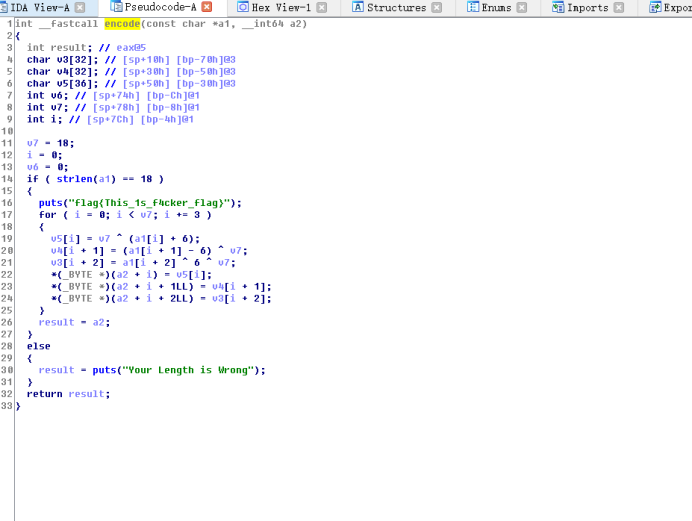 IDA View-A Pseudocode-A Hex View-1 Structures Enums Imports Expor
1 int __fastcall encode(const char *a1, __int64 a2)
2 {
3 int result; // eax@5
4 char v3[32]; // [sp+10h] [bp-70h]@3
5 char v4[32]; // [sp+30h] [bp-50h]@3
6 char v5[36]; // [sp+50h] [bp-30h]@3
7 int v6; // [sp+74h] [bp-Ch]@1
8 int v7; // [sp+78h] [bp-8h]@1
9 int i; // [sp+7Ch] [bp-4h]@1
10
11 v7 = 18;
12 i = 0;
13 v6 = 0;
14 if ( strlen(a1) == 18 )
15 {
16 puts("flag{This_1s_f4cker_flag}");
17 for ( i = 0; i < v7; i += 3 )
18 {
19 v5[i] = v7 ^ (a1[i] + 6);
20 v4[i + 1] = (a1[i + 1] - 6) ^ v7;
21 v3[i + 2] = a1[i + 2] ^ 6 ^ v7;
22 *(_BYTE *)(a2 + i) = v5[i];
23 *(_BYTE *)(a2 + i + 1LL) = v4[i + 1];
24 *(_BYTE *)(a2 + i + 2LL) = v3[i + 2];
25 }
26 result = a2;
27 }
28 else
29 {
30 result = puts("Your Length is Wrong");
31 }
32 return result;
33 }